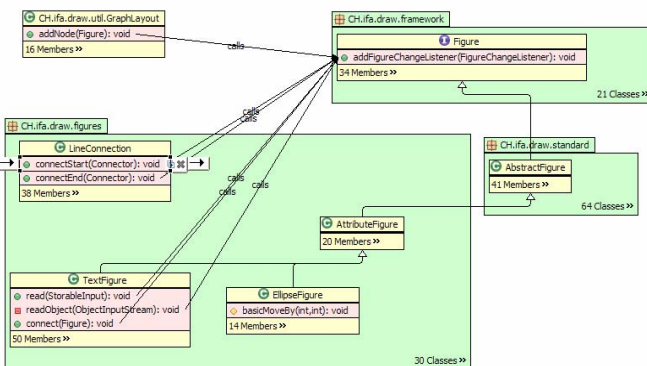 CH.ifa.draw.util.GraphLayout
addNode(Figure): void
16 Members >>
calls
CH.ifa.draw.framework
Figure
addFigureChangeListener(FigureChangeListener): void
34 Members >>
21 Classes >>
CH.ifa.draw.figures
calls
calls
LineConnection
connectStart(Connector): void
connectEnd(Connector): void
38 Members >>
calls
calls
calls
CH.ifa.draw.standard
AbstractFigure
41 Members >>
64 Classes >>
AttributeFigure
20 Members >>
TextFigure
read(StorableInput): void
readObject(ObjectInputStream): void
connect(Figure): void
50 Members >>
EllipseFigure
basicMoveBy(int,int): void
14 Members >>
30 Classes >>